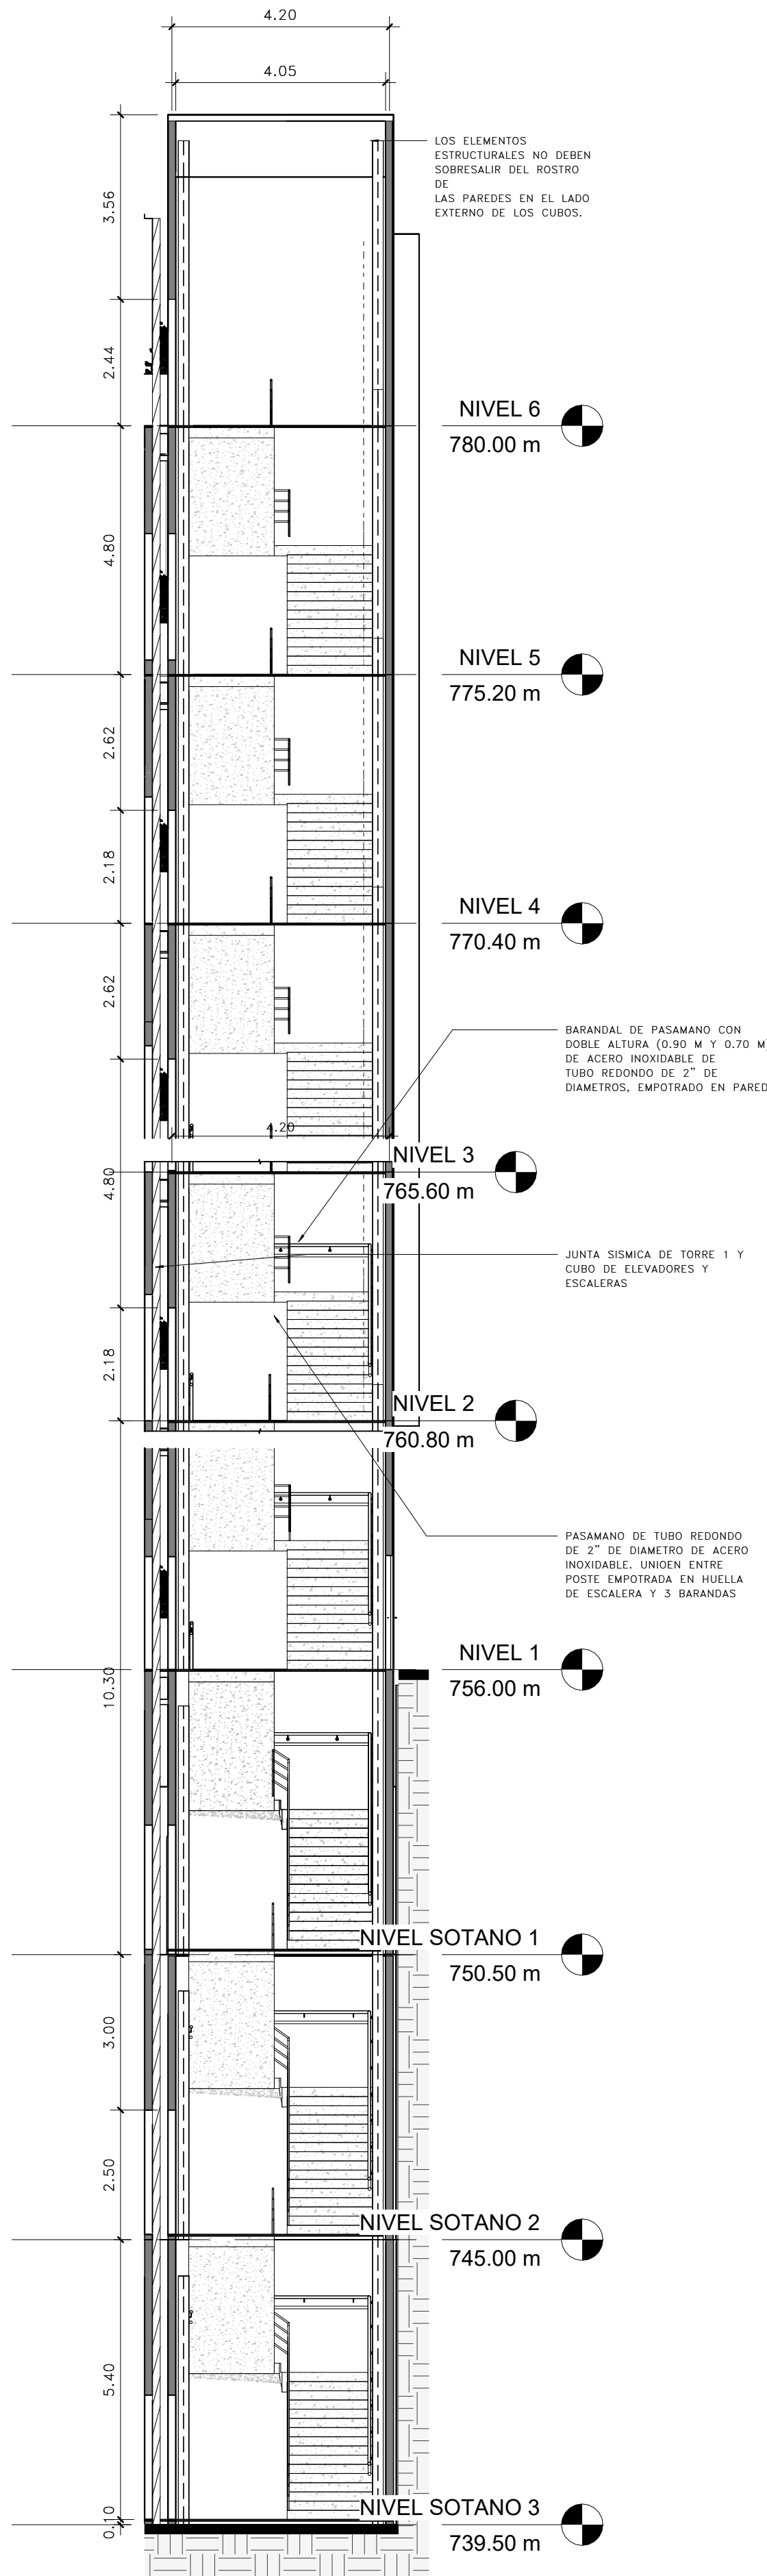 4.20
4.05
LOS ELEMENTOS
ESTRUCTURALES NO DEBEN
SOBRESALIR DEL ROSTRO
DE
LAS PAREDES EN EL LADO
EXTERNO DE LOS CUBOS.
3.56
2.44
NIVEL 6
780.00 m
4.80
NIVEL 5
775.20 m
2.62
2.18
NIVEL 4
770.40 m
2.62
BARANDAL DE PASAMANO CON
DOBLE ALTURA (0.90 M Y 0.70 M)
DE ACERO INOXIDABLE DE
TUBO REDONDO DE 2" DE
DIAMETROS, EMPOTRADO EN PARED
4.20
NIVEL 3
4.80
765.60 m
JUNTA SISMICA DE TORRE 1 Y
CUBO DE ELEVADORES Y
ESCALERAS
2.18
NIVEL 2
760.80 m
PASAMANO DE TUBO REDONDO
DE 2" DE DIAMETRO DE ACERO
INOXIDABLE. UNIOEN ENTRE
POSTE EMPOTRADA EN HUELLA
DE ESCALERA Y 3 BARANDAS
NIVEL 1
10.30
756.00 m
NIVEL SOTANO 1
750.50 m
3.00
2.50
NIVEL SOTANO 2
745.00 m
5.40
NIVEL SOTANO 3
0.10
739.50 m